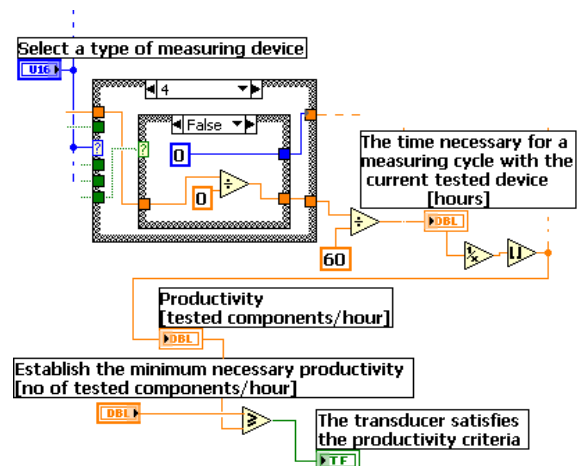 Select a type of measuring device
U16
4
False
?
?
0
0
÷
The time necessary for a
measuring cycle with the
current tested device
[hours]
÷
DBL
60
1/x
Productivity
[tested components/hour]
DBL
Establish the minimum necessary productivity
[no of tested components/hour]
DBL
≥
The transducer satisfies
the productivity criteria
TF